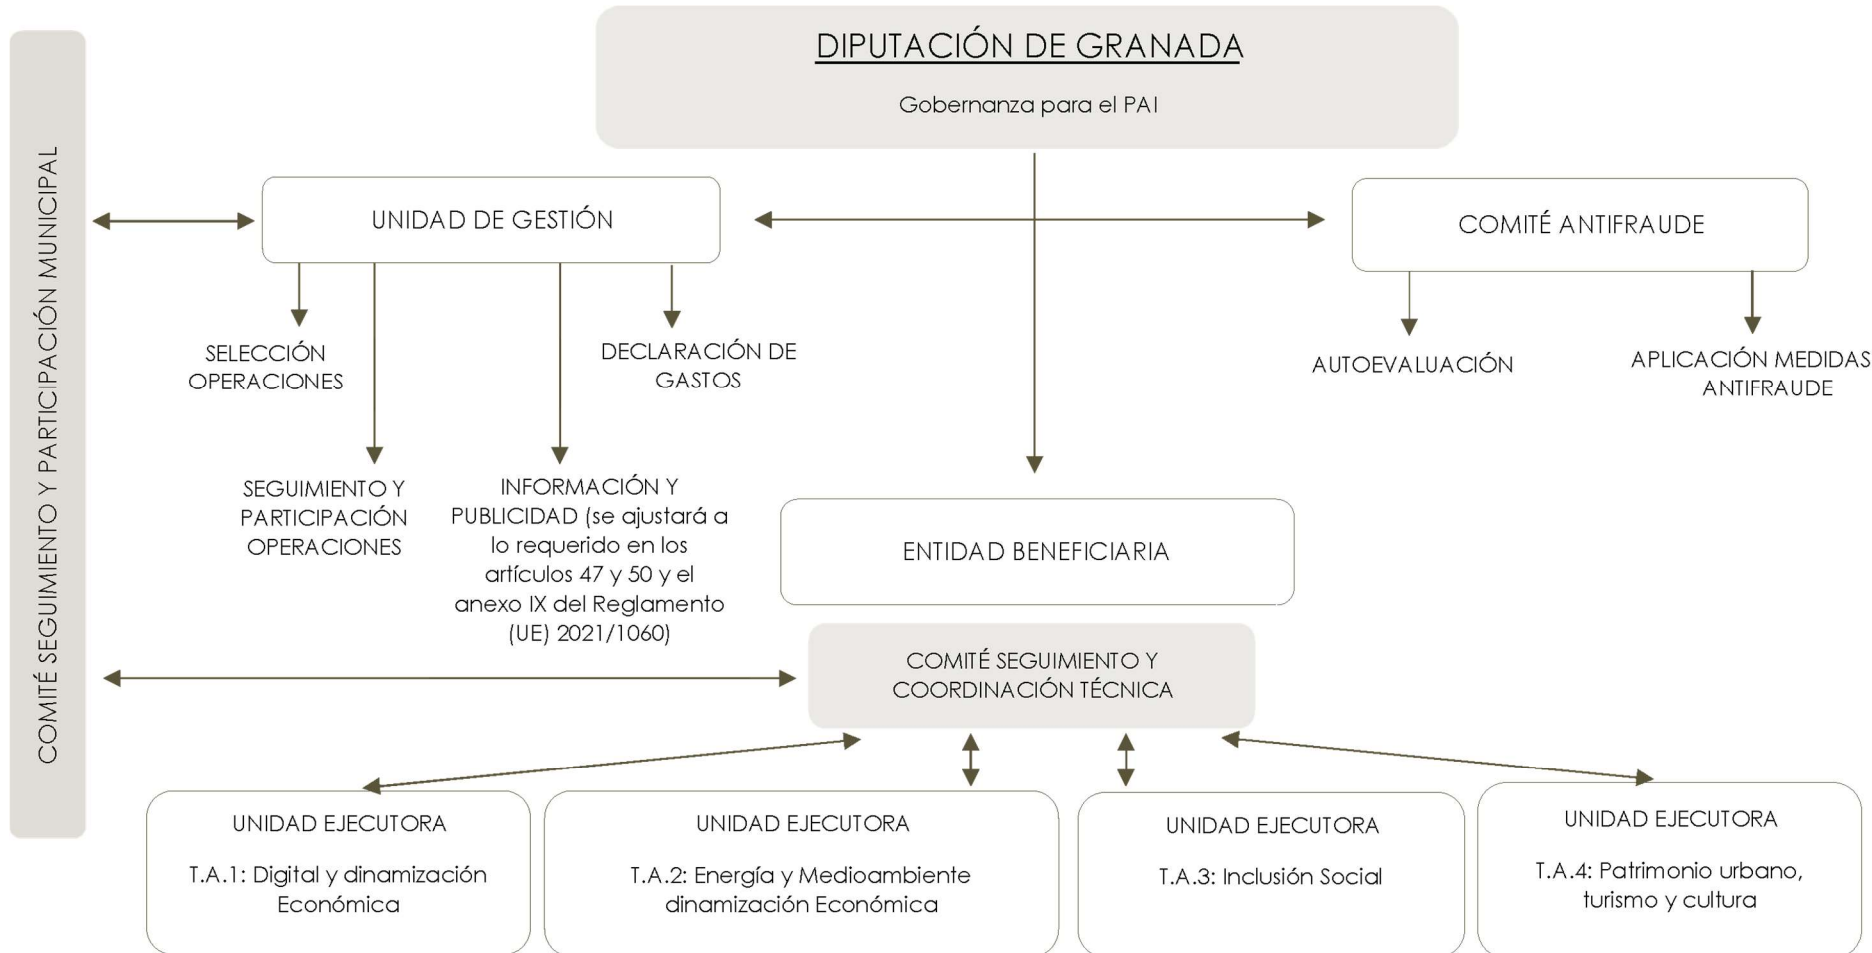 DIPUTACIÓN DE GRANADA
Gobernanza para el PAI
COMITÉ SEGUIMIENTO Y PARTICIPACIÓN MUNICIPAL
UNIDAD DE GESTIÓN
COMITÉ ANTIFRAUDE
SELECCIÓN
OPERACIONES
DECLARACIÓN DE
GASTOS
AUTOEVALUACIÓN
APLICACIÓN MEDIDAS
ANTIFRAUDE
SEGUIMIENTO Y
PARTICIPACIÓN
OPERACIONES
INFORMACIÓN Y
PUBLICIDAD (se ajustará a
lo requerido en los
artículos 47 y 50 y el
anexo IX del Reglamento
(UE) 2021/1060)
ENTIDAD BENEFICIARIA
COMITÉ SEGUIMIENTO Y
COORDINACIÓN TÉCNICA
UNIDAD EJECUTORA
T.A.1: Digital y dinamización
Económica
UNIDAD EJECUTORA
T.A.2: Energía y Medioambiente
dinamización Económica
UNIDAD EJECUTORA
T.A.3: Inclusión Social
UNIDAD EJECUTORA
T.A.4: Patrimonio urbano,
turismo y cultura